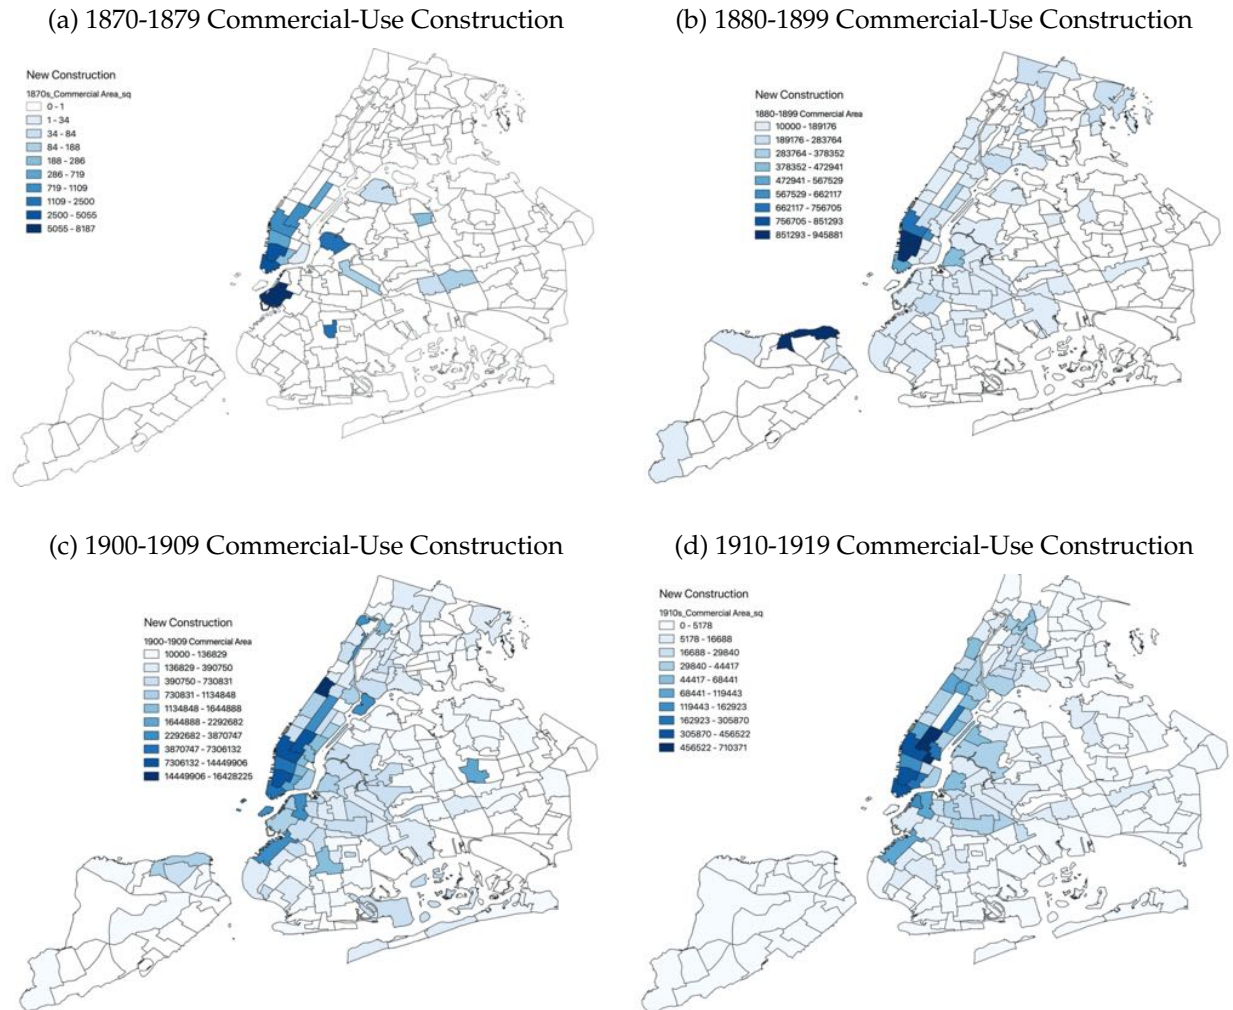 (a) 1870-1879 Commercial-Use Construction
New Construction
1870s_Commercial Area_sq
0 - 1
1 - 34
34 - 84
84 - 188
188 - 286
286 - 719
719 - 1109
1109 - 2500
2500 - 5055
5055 - 8187
(b) 1880-1899 Commercial-Use Construction
New Construction
1880-1899 Commercial Area
10000 - 189176
189176 - 283764
283764 - 378352
378352 - 472941
472941 - 567529
567529 - 662117
662117 - 756705
756705 - 851293
851293 - 945881
(c) 1900-1909 Commercial-Use Construction
New Construction
1900-1909 Commercial Area
10000 - 136829
136829 - 390750
390750 - 730831
730831 - 1134848
1134848 - 1644888
1644888 - 2292682
2292682 - 3870747
3870747 - 7306132
7306132 - 14449906
14449906 - 16428225
(d) 1910-1919 Commercial-Use Construction
New Construction
1910s_Commercial Area_sq
0 - 5178
5178 - 16688
16688 - 29840
29840 - 44417
44417 - 68441
68441 - 119443
119443 - 162923
162923 - 305870
305870 - 456522
456522 - 710371